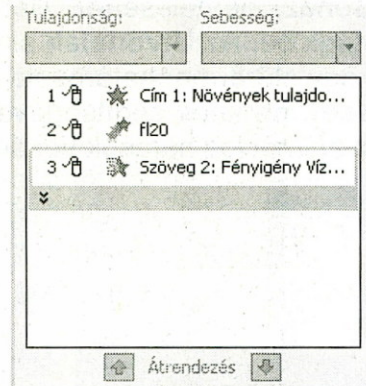 Tulajdonság: Sebesség:
1 Cím 1: Növények tulajdo...
2 fl20
3 Szöveg 2: Fényigény Víz...
Átrendezés